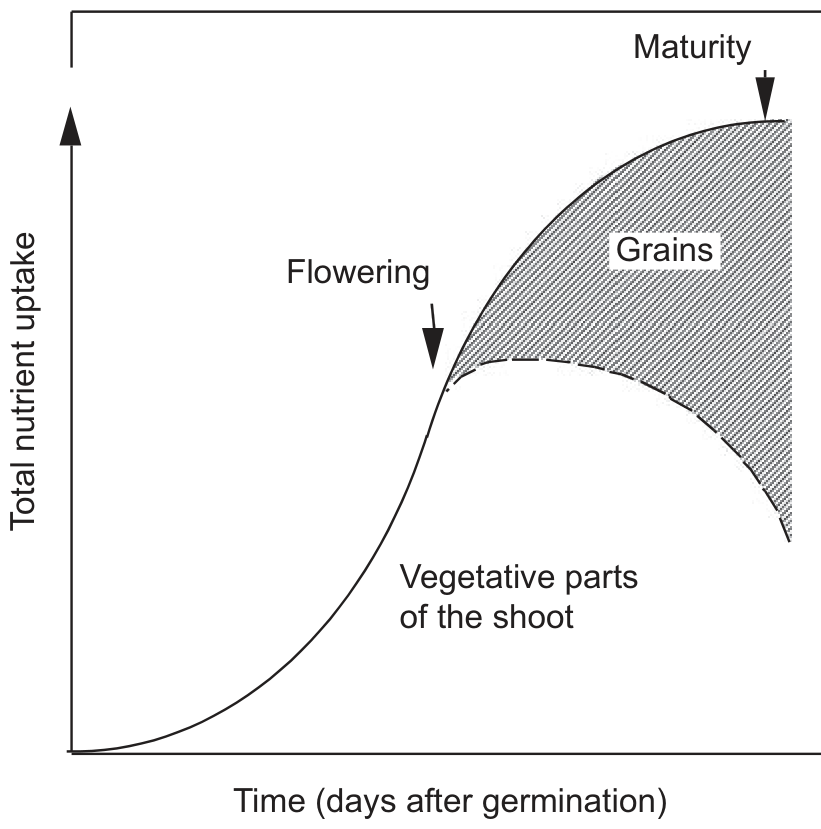 Maturity
Grains
Flowering
Total nutrient uptake
Vegetative parts
of the shoot
Time (days after germination)